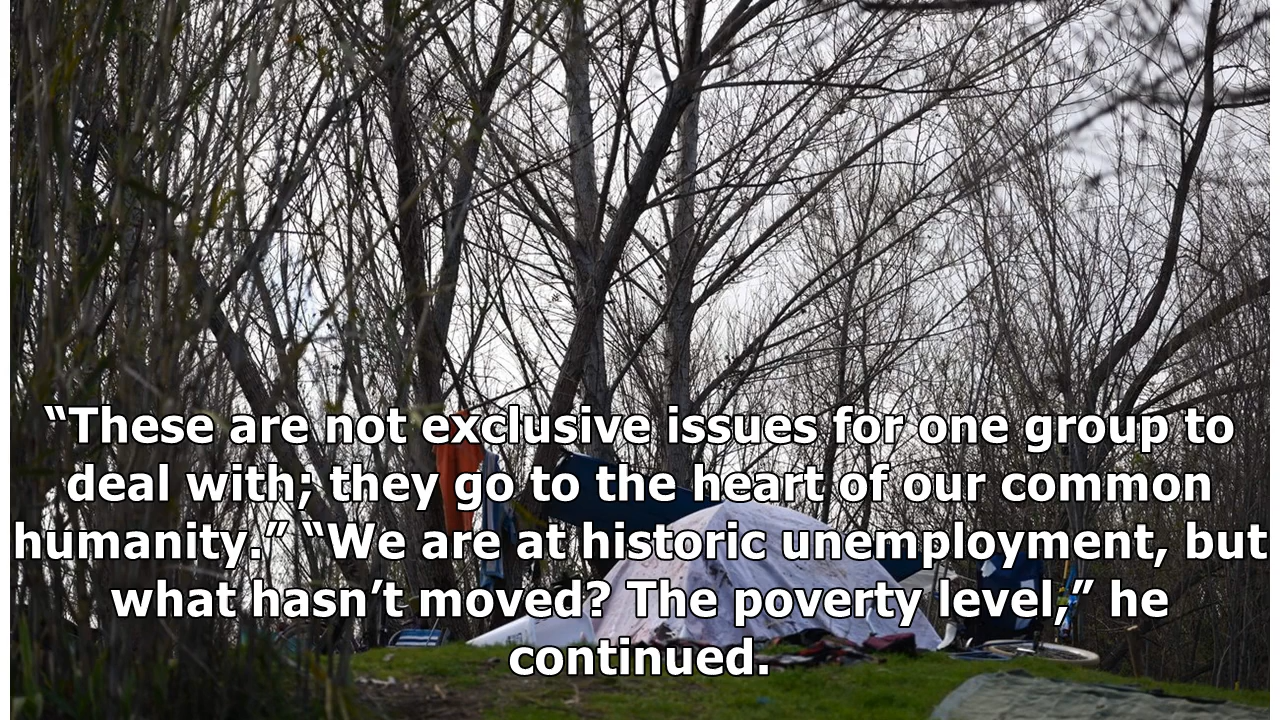 “These are not exclusive issues for one group to
deal with; they go to the heart of our common
humanity.” “We are at historic unemployment, but
what hasn’t moved? The poverty level,” he
continued.